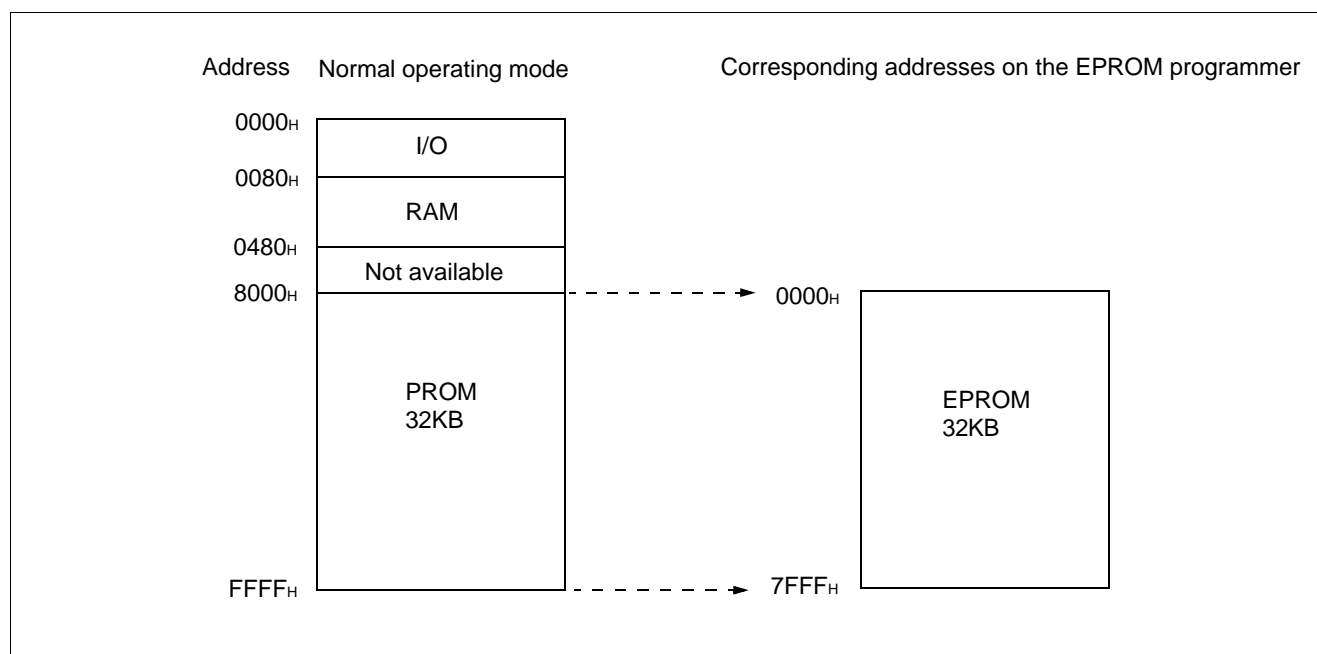 Address Normal operating mode Corresponding addresses on the EPROM programmer
0000H
I/O
0080H
RAM
0480H
Not available
8000H 0000H
PROM
32KB
EPROM
32KB
FFFFH 7FFFH